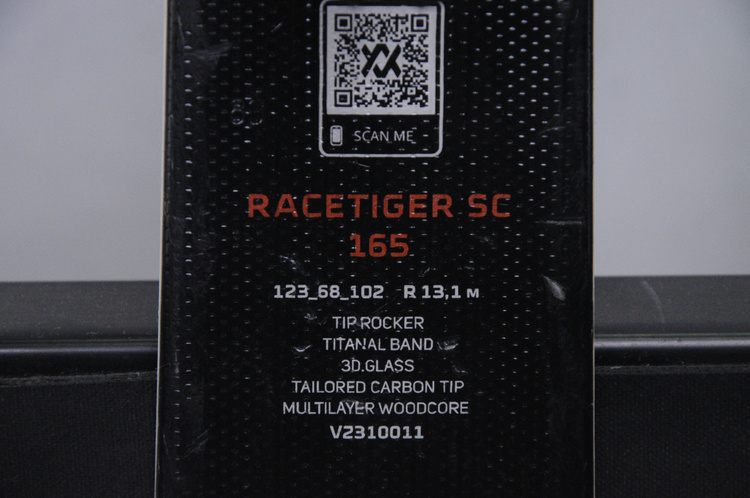 SCAN ME
RACETIGER SC
165
123_68_102 R 13,1 M
TIP ROCKER
TITANAL BAND
3D.GLASS
TAILORED CARBON TIP
MULTILAYER WOODCORE
V2310011